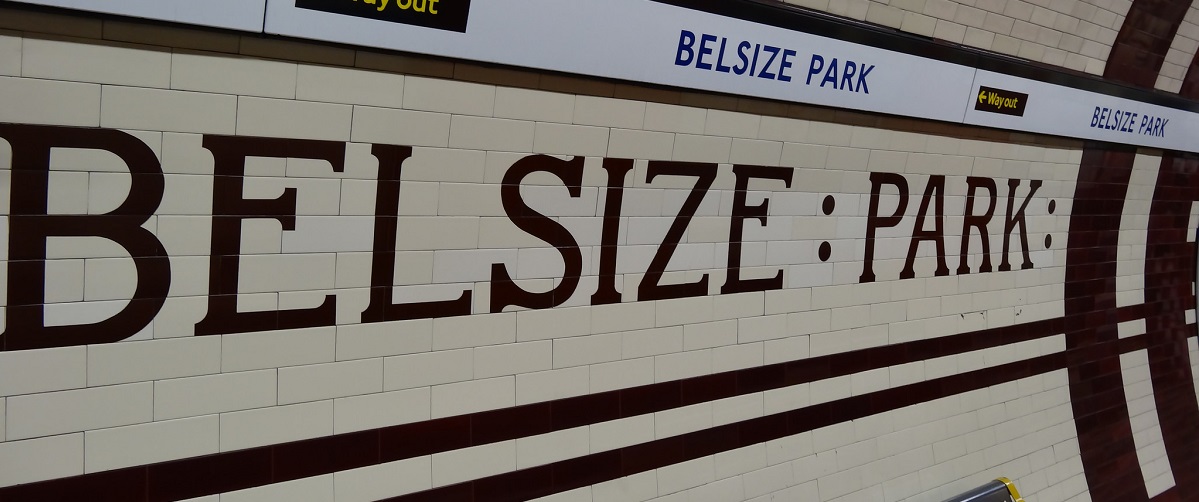 Way out
BELSIZE PARK
← Way out
BELSIZE PARK
BELSIZE : PARK :